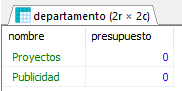 departamento (2r × 2c)
nombre presupuesto
Proyectos 0
Publicidad 0